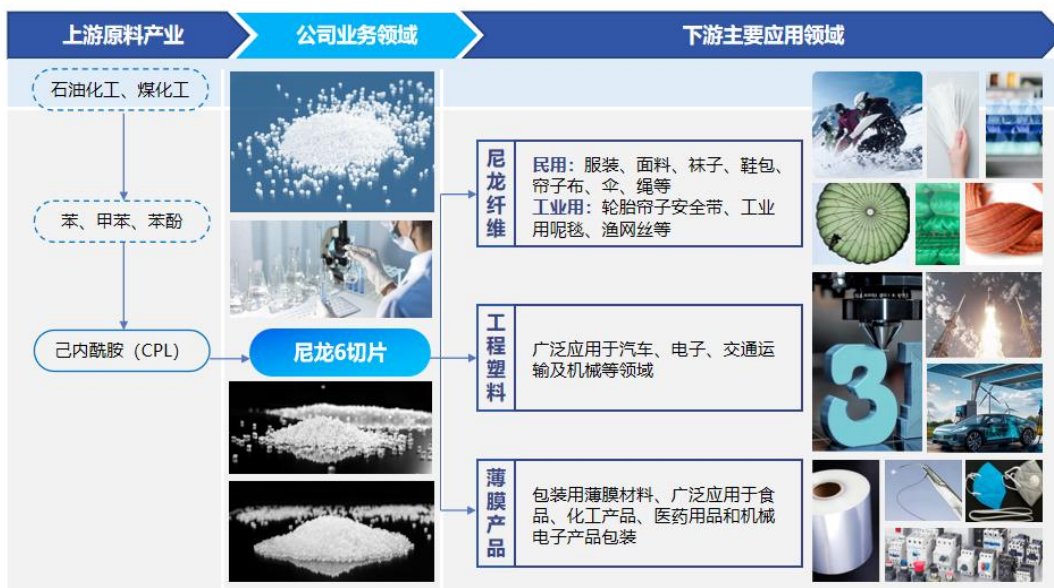 上游原料产业
公司业务领域
下游主要应用领域
石油化工、煤化工
苯、甲苯、苯酚
己内酰胺（CPL）
尼龙6切片
尼龙纤维
民用：服装、面料、袜子、鞋包、
帘子布、伞、绳等
工业用：轮胎帘子安全带、工业
用呢毯、渔网丝等
工程塑料
广泛应用于汽车、电子、交通运
输及机械等领域
薄膜产品
包装用薄膜材料、广泛应用于食
品、化工产品、医药用品和机械
电子产品包装